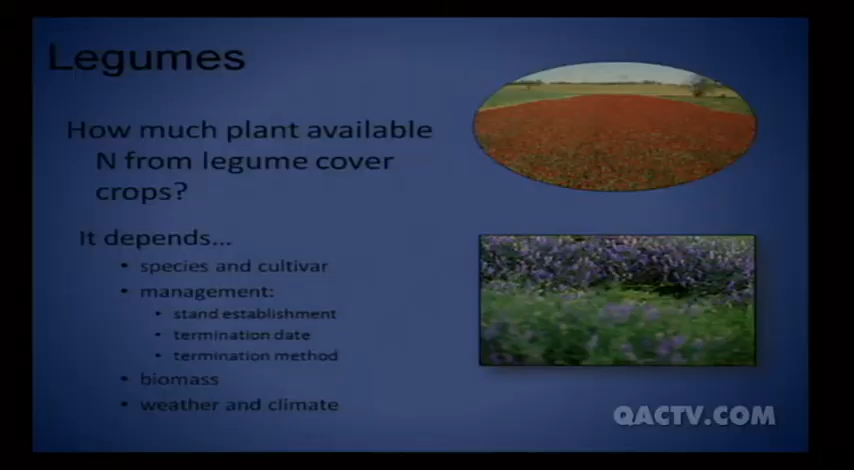 Legumes
How much plant available
N from legume cover
crops?
It depends...
• species and cultivar
• management:
• stand establishment
• termination date
• termination method
• biomass
• weather and climate
QACTV.COM